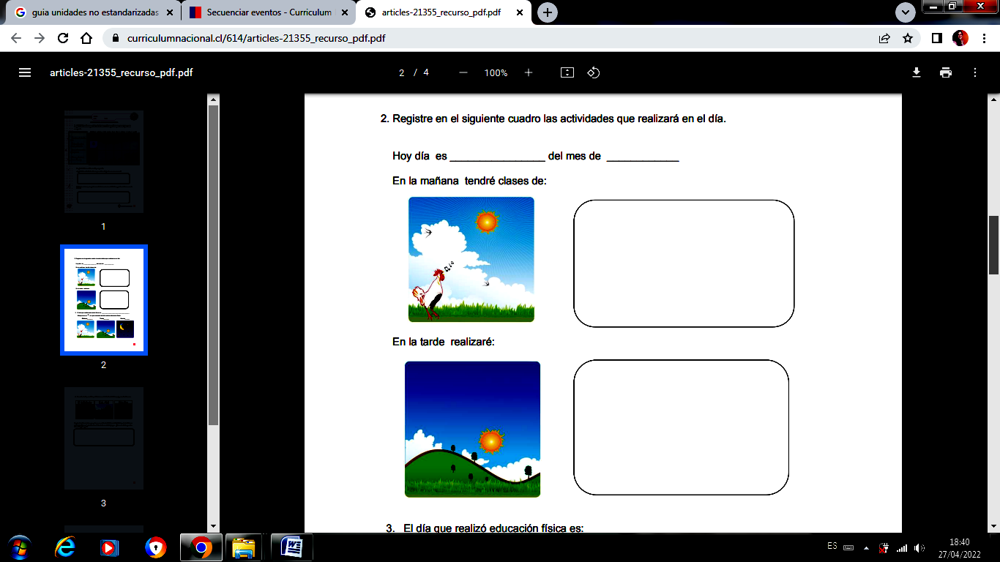 guia unidades no estandarizadas
Secuenciar eventos - Curriculum
articles-21355_recurso_pdf.pdf
curriculumnacional.cl/614/articles-21355_recurso_pdf.pdf
articles-21355_recurso_pdf.pdf
2 / 4
100%
2. Registre en el siguiente cuadro las actividades que realizará en el día.
Hoy día es ________________ del mes de ____________
En la mañana tendré clases de:
En la tarde realizaré:
3. El día que realizó educación física es:
1
2
3
ES
18:40
27/04/2022